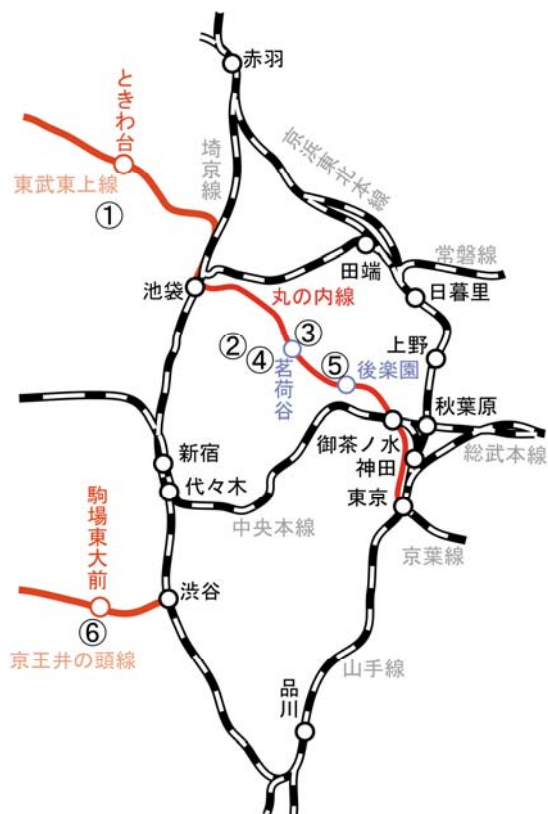 赤羽
ときわ台
埼京線
京浜東北本線
東武東上線
①
常磐線
田端
池袋
丸の内線
日暮里
②
③
④
茗荷谷
⑤
後楽園
上野
秋葉原
御茶ノ水
総武本線
神田
新宿
代々木
東京
中央本線
京葉線
駒場東大前
渋谷
⑥
京王井の頭線
山手線
品川